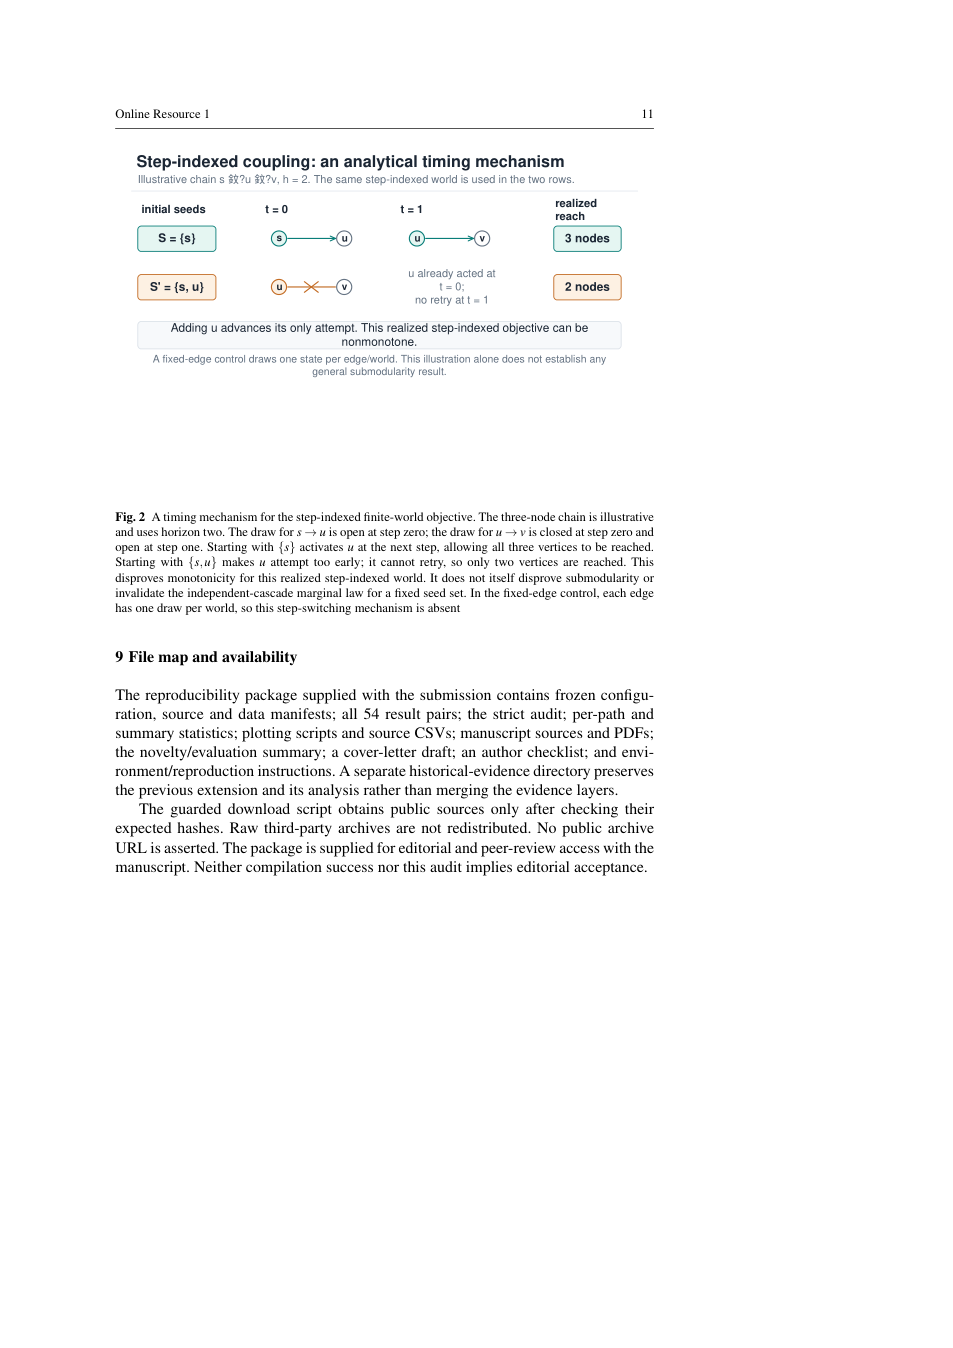 Online Resource 1 11
Step-indexed coupling: an analytical timing mechanism
Illustrative chain s 鈫?u 鈫?v, h = 2. The same step-indexed world is used in the two rows.
initial seeds t = 0 t = 1 realized reach
S = {s} s u u v 3 nodes
S' = {s, u} u v u already acted at
t = 0;
no retry at t = 1 2 nodes
Adding u advances its only attempt. This realized step-indexed objective can be
nonmonotone.
A fixed-edge control draws one state per edge/world. This illustration alone does not establish any
general submodularity result.
Fig. 2 A timing mechanism for the step-indexed finite-world objective. The three-node chain is illustrative
and uses horizon two. The draw for s → u is open at step zero; the draw for u → v is closed at step zero and
open at step one. Starting with {s} activates u at the next step, allowing all three vertices to be reached.
Starting with {s,u} makes u attempt too early; it cannot retry, so only two vertices are reached. This
disproves monotonicity for this realized step-indexed world. It does not itself disprove submodularity or
invalidate the independent-cascade marginal law for a fixed seed set. In the fixed-edge control, each edge
has one draw per world, so this step-switching mechanism is absent
9 File map and availability
The reproducibility package supplied with the submission contains frozen configu-
ration, source and data manifests; all 54 result pairs; the strict audit; per-path and
summary statistics; plotting scripts and source CSVs; manuscript sources and PDFs;
the novelty/evaluation summary; a cover-letter draft; an author checklist; and envi-
ronment/reproduction instructions. A separate historical-evidence directory preserves
the previous extension and its analysis rather than merging the evidence layers.
The guarded download script obtains public sources only after checking their
expected hashes. Raw third-party archives are not redistributed. No public archive
URL is asserted. The package is supplied for editorial and peer-review access with the
manuscript. Neither compilation success nor this audit implies editorial acceptance.